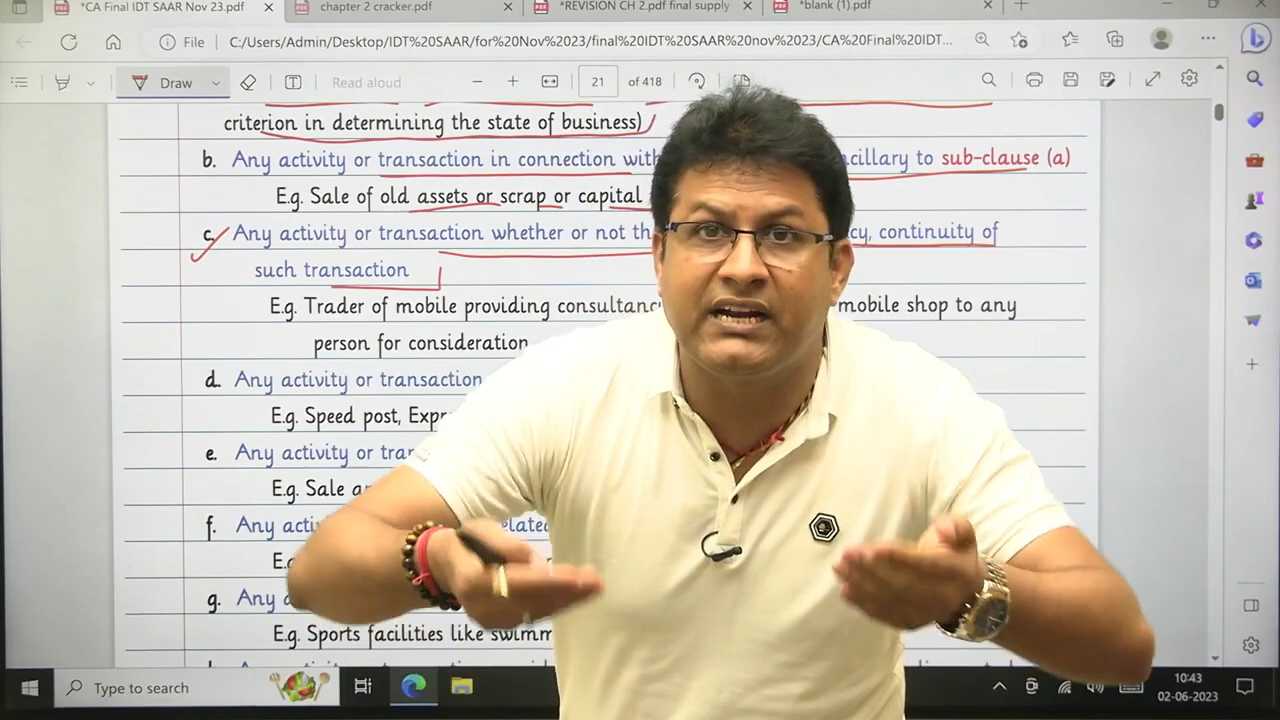 *CA Final IDT SAAR Nov 23.pdf
chapter 2 cracker.pdf
*REVISION CH 2.pdf final supply
*blank (1).pdf
File
C:/Users/Admin/Desktop/IDT%20SAAR/for%20Nov%2023/final%20IDT%20SAAR%20nov%2023/CA%20Final%20IDT...
Draw
Read aloud
21 of 418
criterion in determining the state of business)
b. Any activity or transaction in connection with ncillary to sub-clause (a)
E.g. Sale of old assets or scrap or capital
c. Any activity or transaction whether or not th cy, continuity of
such transaction
E.g. Trader of mobile providing consultanc mobile shop to any
person for consideration
d. Any activity or transaction
E.g. Speed post, Expr
e. Any activity or tran
E.g. Sale a
f. Any acti elated
E.g.
g. Any
E.g. Sports facilities like swimm
Type to search
10:43
02-06-2023